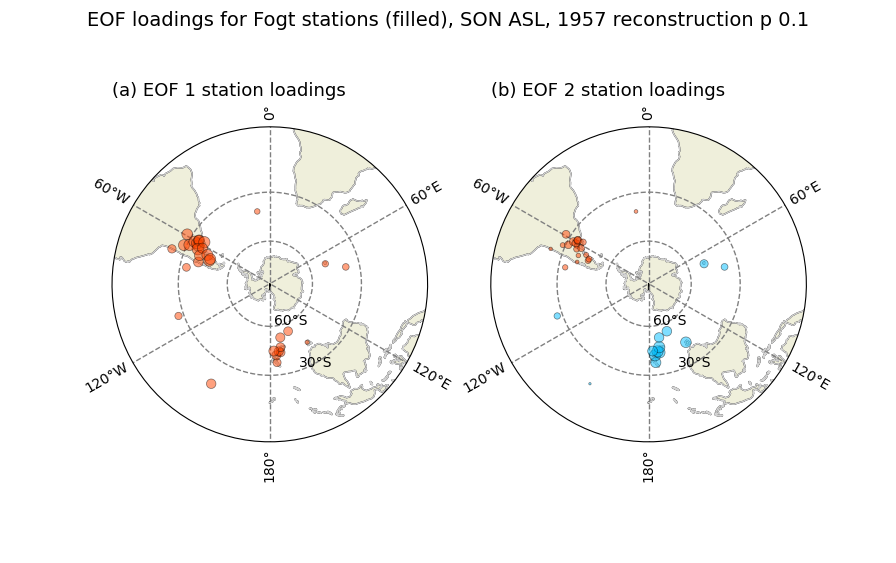 EOF loadings for Fogt stations (filled), SON ASL, 1957 reconstruction p 0.1
(a) EOF 1 station loadings
(b) EOF 2 station loadings
0°
60°W
60°E
60°S
30°S
120°W
120°E
180°
0°
60°W
60°E
60°S
30°S
120°W
120°E
180°